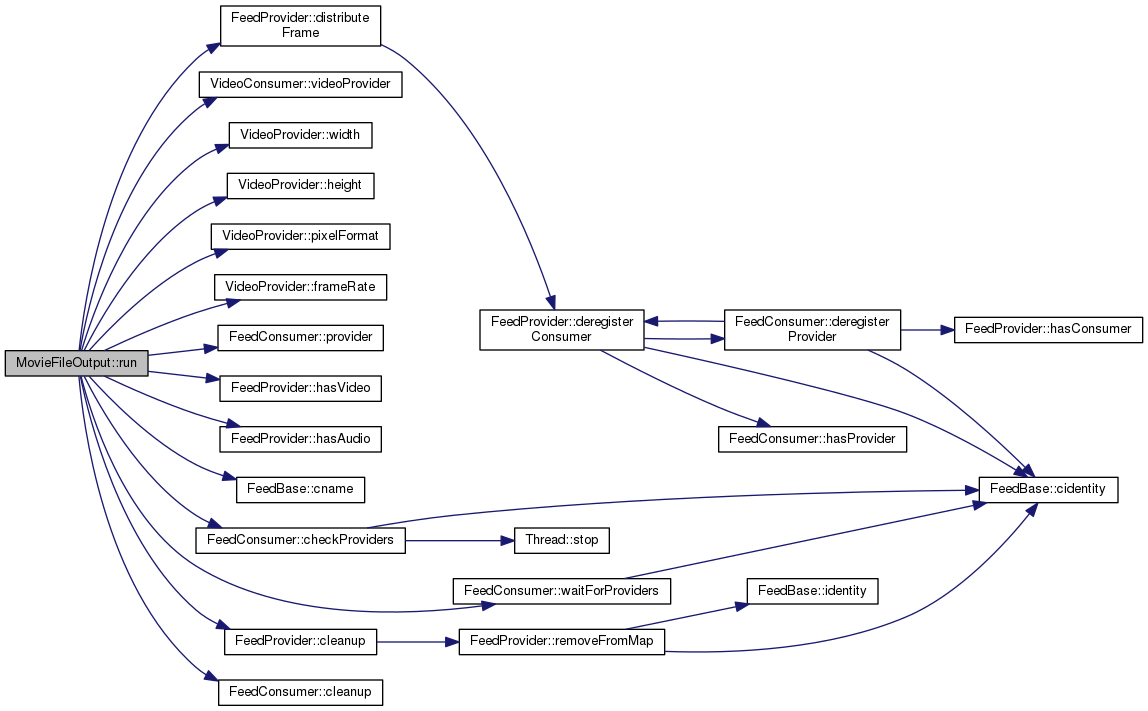 FeedProvider::distribute
Frame
VideoConsumer::videoProvider
VideoProvider::width
VideoProvider::height
VideoProvider::pixelFormat
VideoProvider::frameRate
FeedConsumer::provider
MovieFileOutput::run
FeedProvider::hasVideo
FeedProvider::hasAudio
FeedBase::cname
FeedConsumer::checkProviders
FeedProvider::cleanup
FeedConsumer::cleanup
FeedProvider::deregister
Consumer
FeedConsumer::deregister
Provider
FeedProvider::hasConsumer
FeedConsumer::hasProvider
FeedBase::cidentity
Thread::stop
FeedConsumer::waitForProviders
FeedBase::identity
FeedProvider::removeFromMap